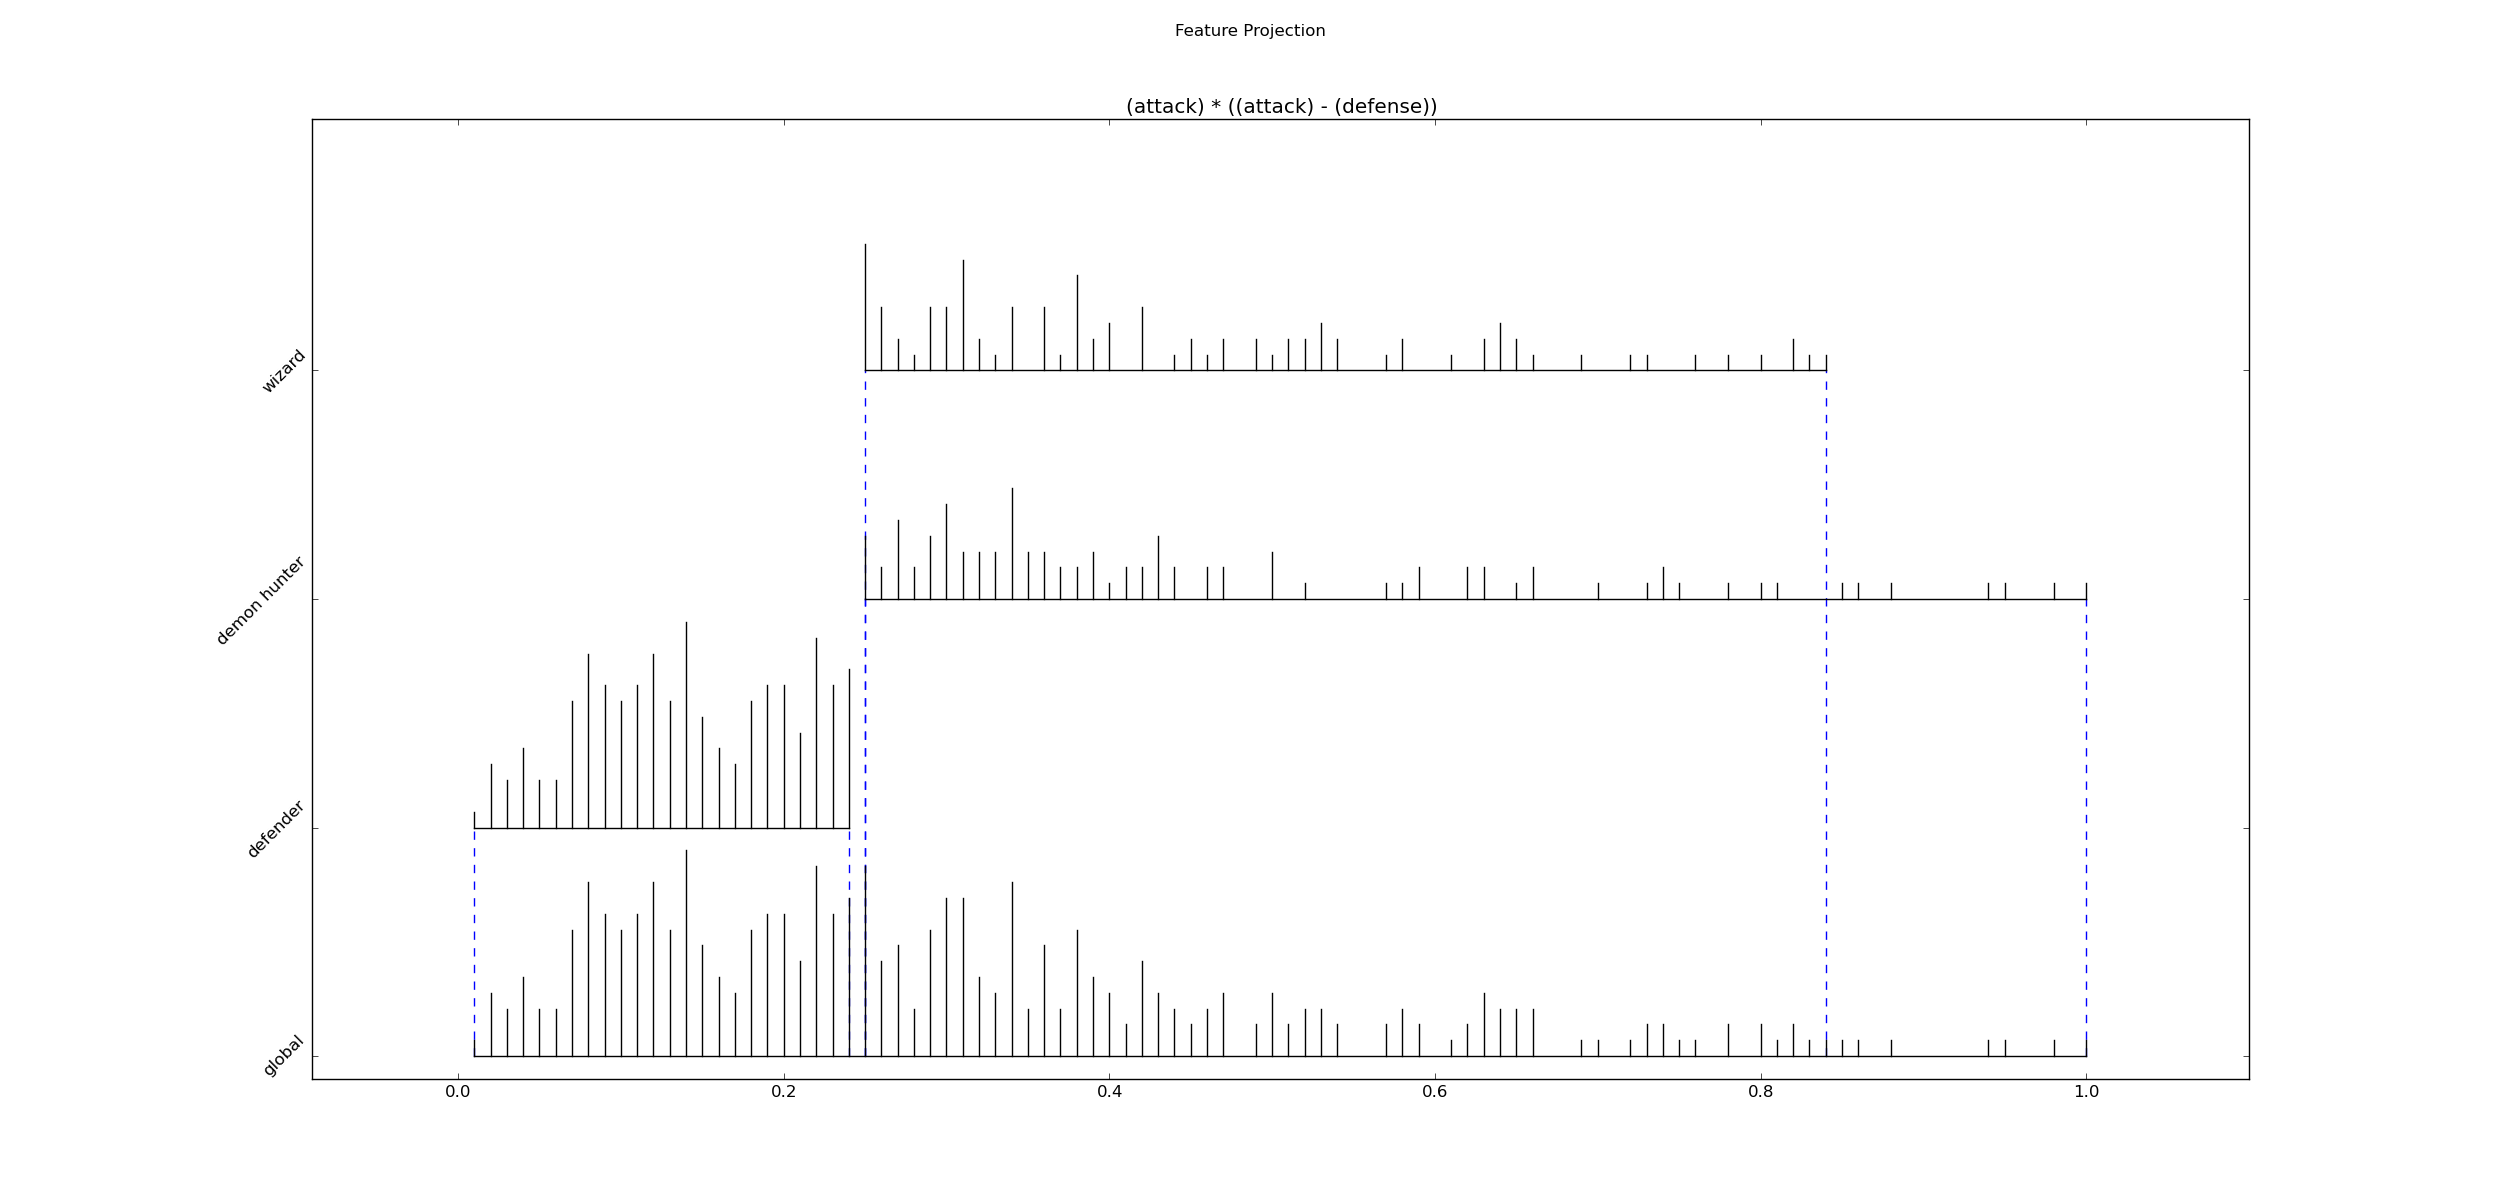 Feature Projection
(attack) * ((attack) - (defense))
wizard
demon hunter
defender
global
0.0 0.2 0.4 0.6 0.8 1.0